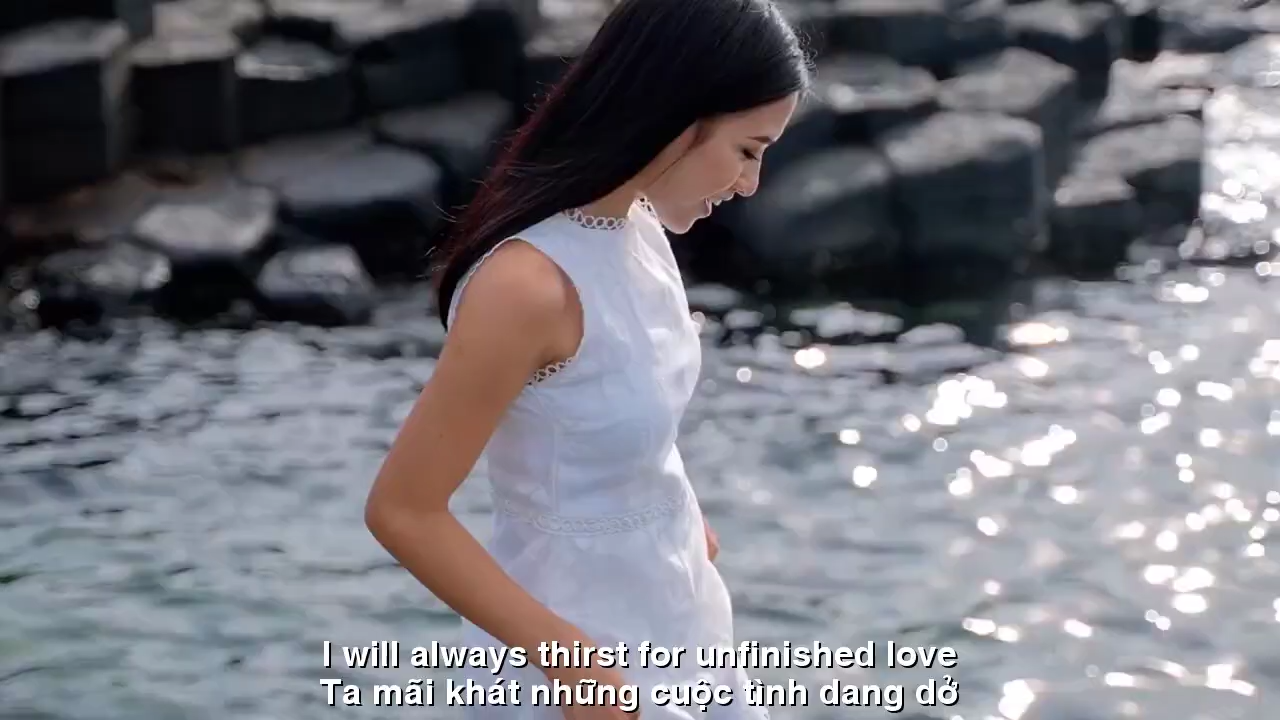 I will always thirst for unfinished love
Ta mãi khát những cuộc tình dang dở